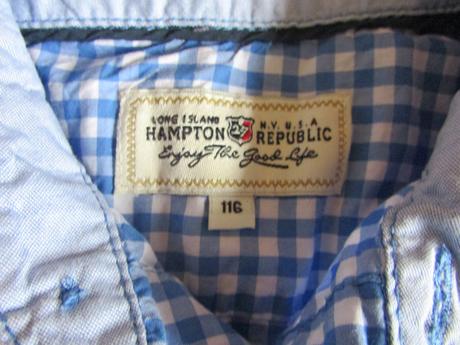 LONG ISLAND N.Y. U.S.A
HAMPTON REPUBLIC
Enjoy The Good Life
116